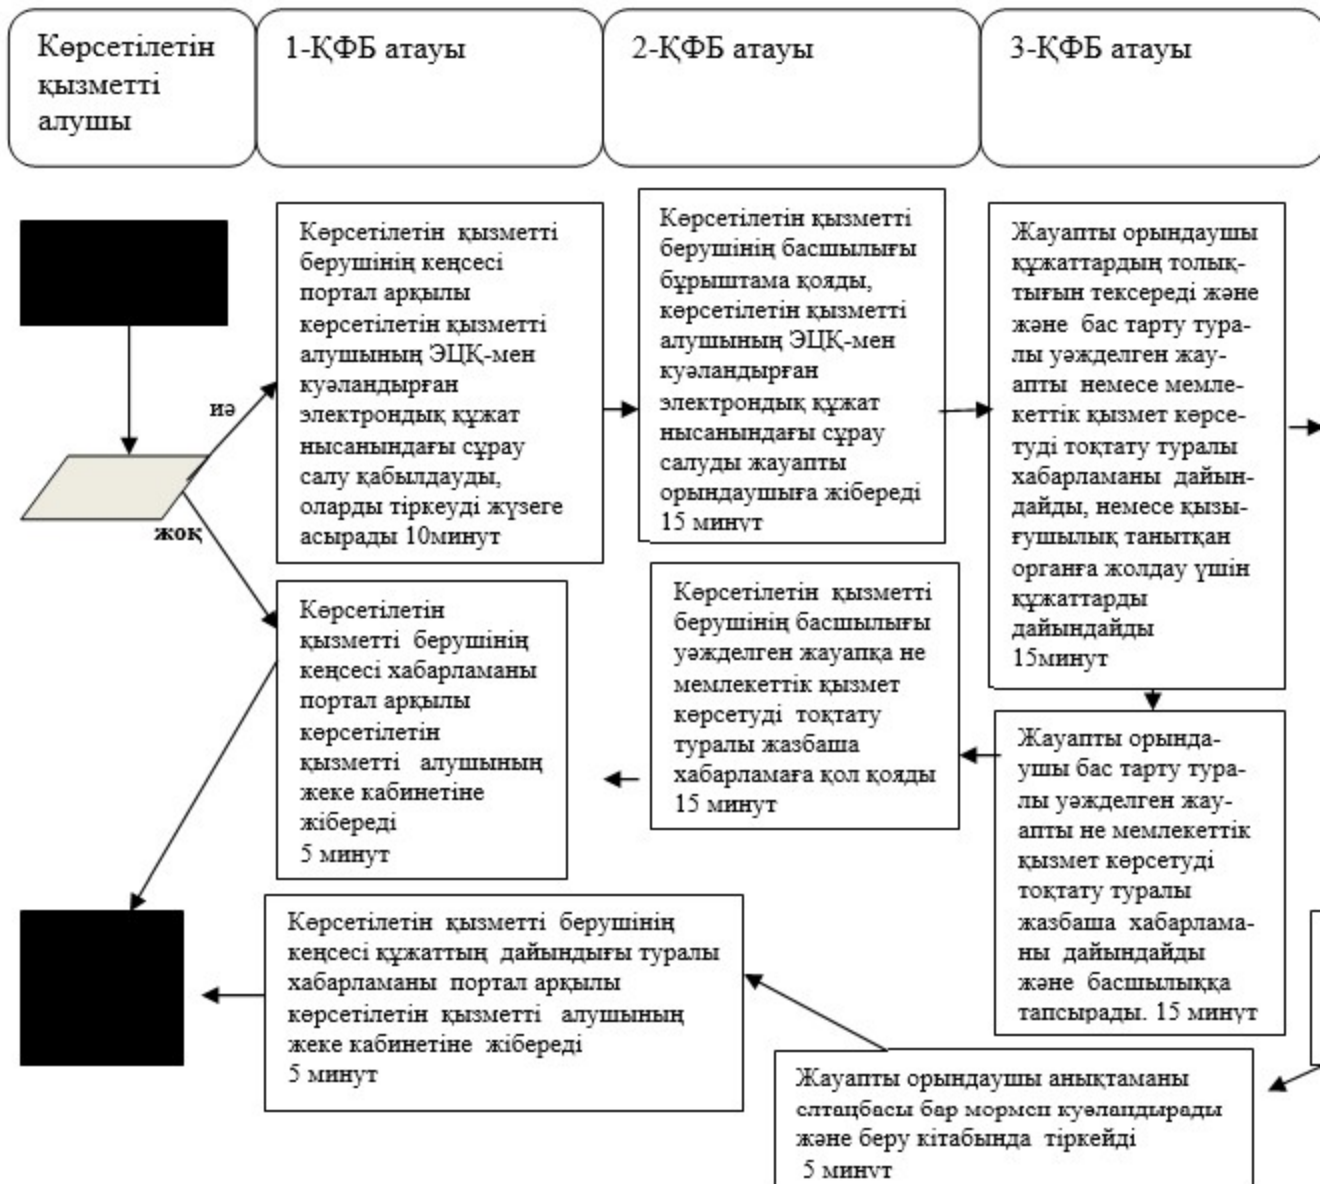 Көрсетілетін
қызметті
алушы
1-ҚФБ атауы
2-ҚФБ атауы
3-ҚФБ атауы
Көрсетілетін қызметті
берушінің кеңсесі
портал арқылы
көрсетілетін қызметті
алушының ЭЦҚ-мен
куәландырған
электрондық құжат
нысанындағы сұрау
салу қабылдауды,
оларды тіркеуді жүзеге
асырады 10минут
Көрсетілетін қызметті
берушінің басшылығы
бұрыштама қояды,
көрсетілетін қызметті
алушының ЭЦҚ-мен
куәландырған
электрондық құжат
нысанындағы сұрау
салуды жауапты
орындаушыға жібереді
15 минут
Жауапты орындаушы
құжаттардың толық-
тығын тексереді және
және бас тарту тура-
лы уәжделген жау-
апты немесе мемле-
кеттік қызмет көрсе-
туді тоқтату туралы
хабарламаны дайын-
дайды, немесе қызы-
ғушылық танытқан
органға жолдау үшін
құжаттарды
дайындайды
15минут
иә
жоқ
Көрсетілетін
қызметті берушінің
кеңсесі хабарламаны
портал арқылы
көрсетілетін
қызметті алушының
жеке кабинетіне
жібереді
5 минут
Көрсетілетін қызметті
берушінің басшылығы
уәжделген жауапқа не
мемлекеттік қызмет
көрсетуді тоқтату
туралы жазбаша
хабарламаға қол қояды
15 минут
Жауапты орында-
ушы бас тарту тура-
лы уәжделген жау-
апты не мемлекеттік
қызмет көрсетуді
тоқтату туралы
жазбаша хабарлама-
ны дайындайды
және басшылыққа
тапсырады. 15 минут
Көрсетілетін қызметті берушінің
кеңсесі құжаттың дайындығы туралы
хабарламаны портал арқылы
көрсетілетін қызметті алушының
жеке кабинетіне жібереді
5 минут
Жауапты орындаушы анықтаманы
елтаңбасы бар мөрмен куәландырады
және беру кітабында тіркейді
5 минут